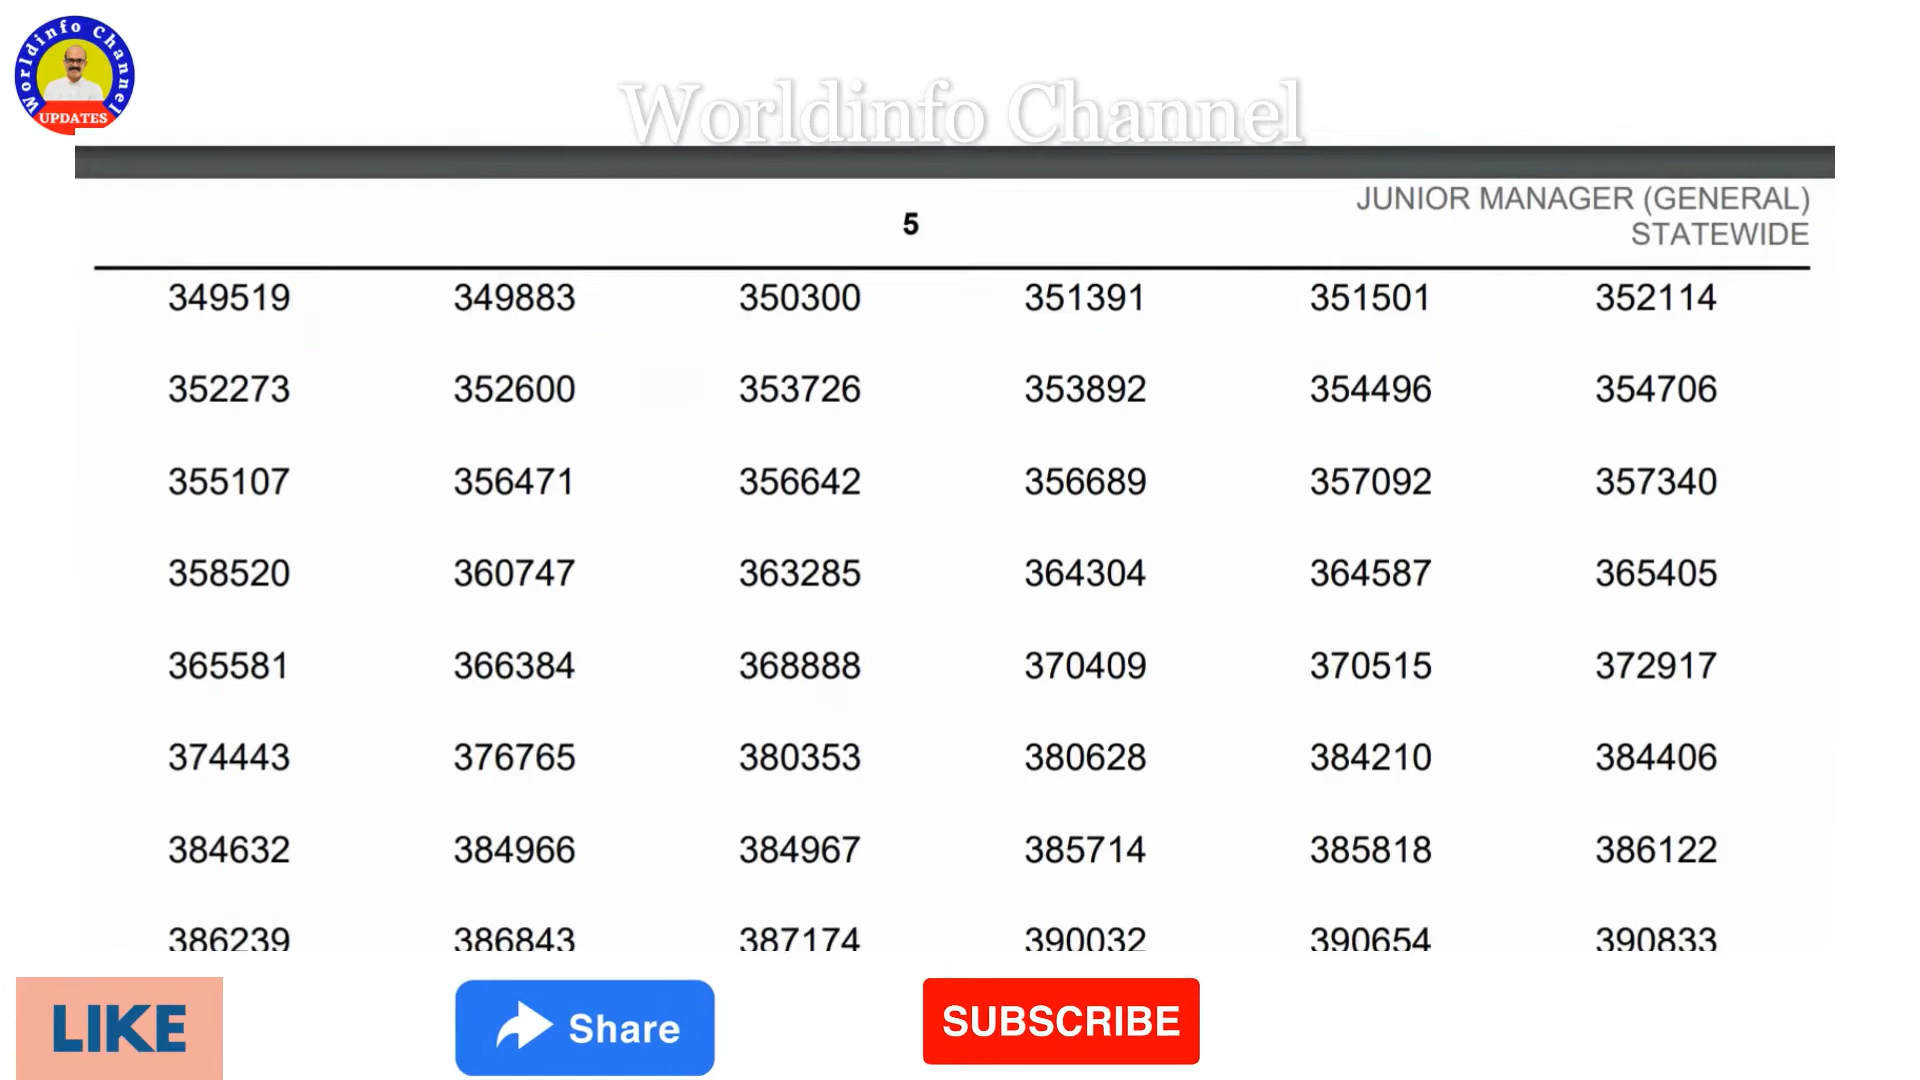 Worldinfo Channel
UPDATES
Worldinfo Channel
5
JUNIOR MANAGER (GENERAL)
STATEWIDE
349519 349883 350300 351391 351501 352114
352273 352600 353726 353892 354496 354706
355107 356471 356642 356689 357092 357340
358520 360747 363285 364304 364587 365405
365581 366384 368888 370409 370515 372917
374443 376765 380353 380628 384210 384406
384632 384966 384967 385714 385818 386122
386239 386843 387174 390032 390654 390833
LIKE
Share
SUBSCRIBE